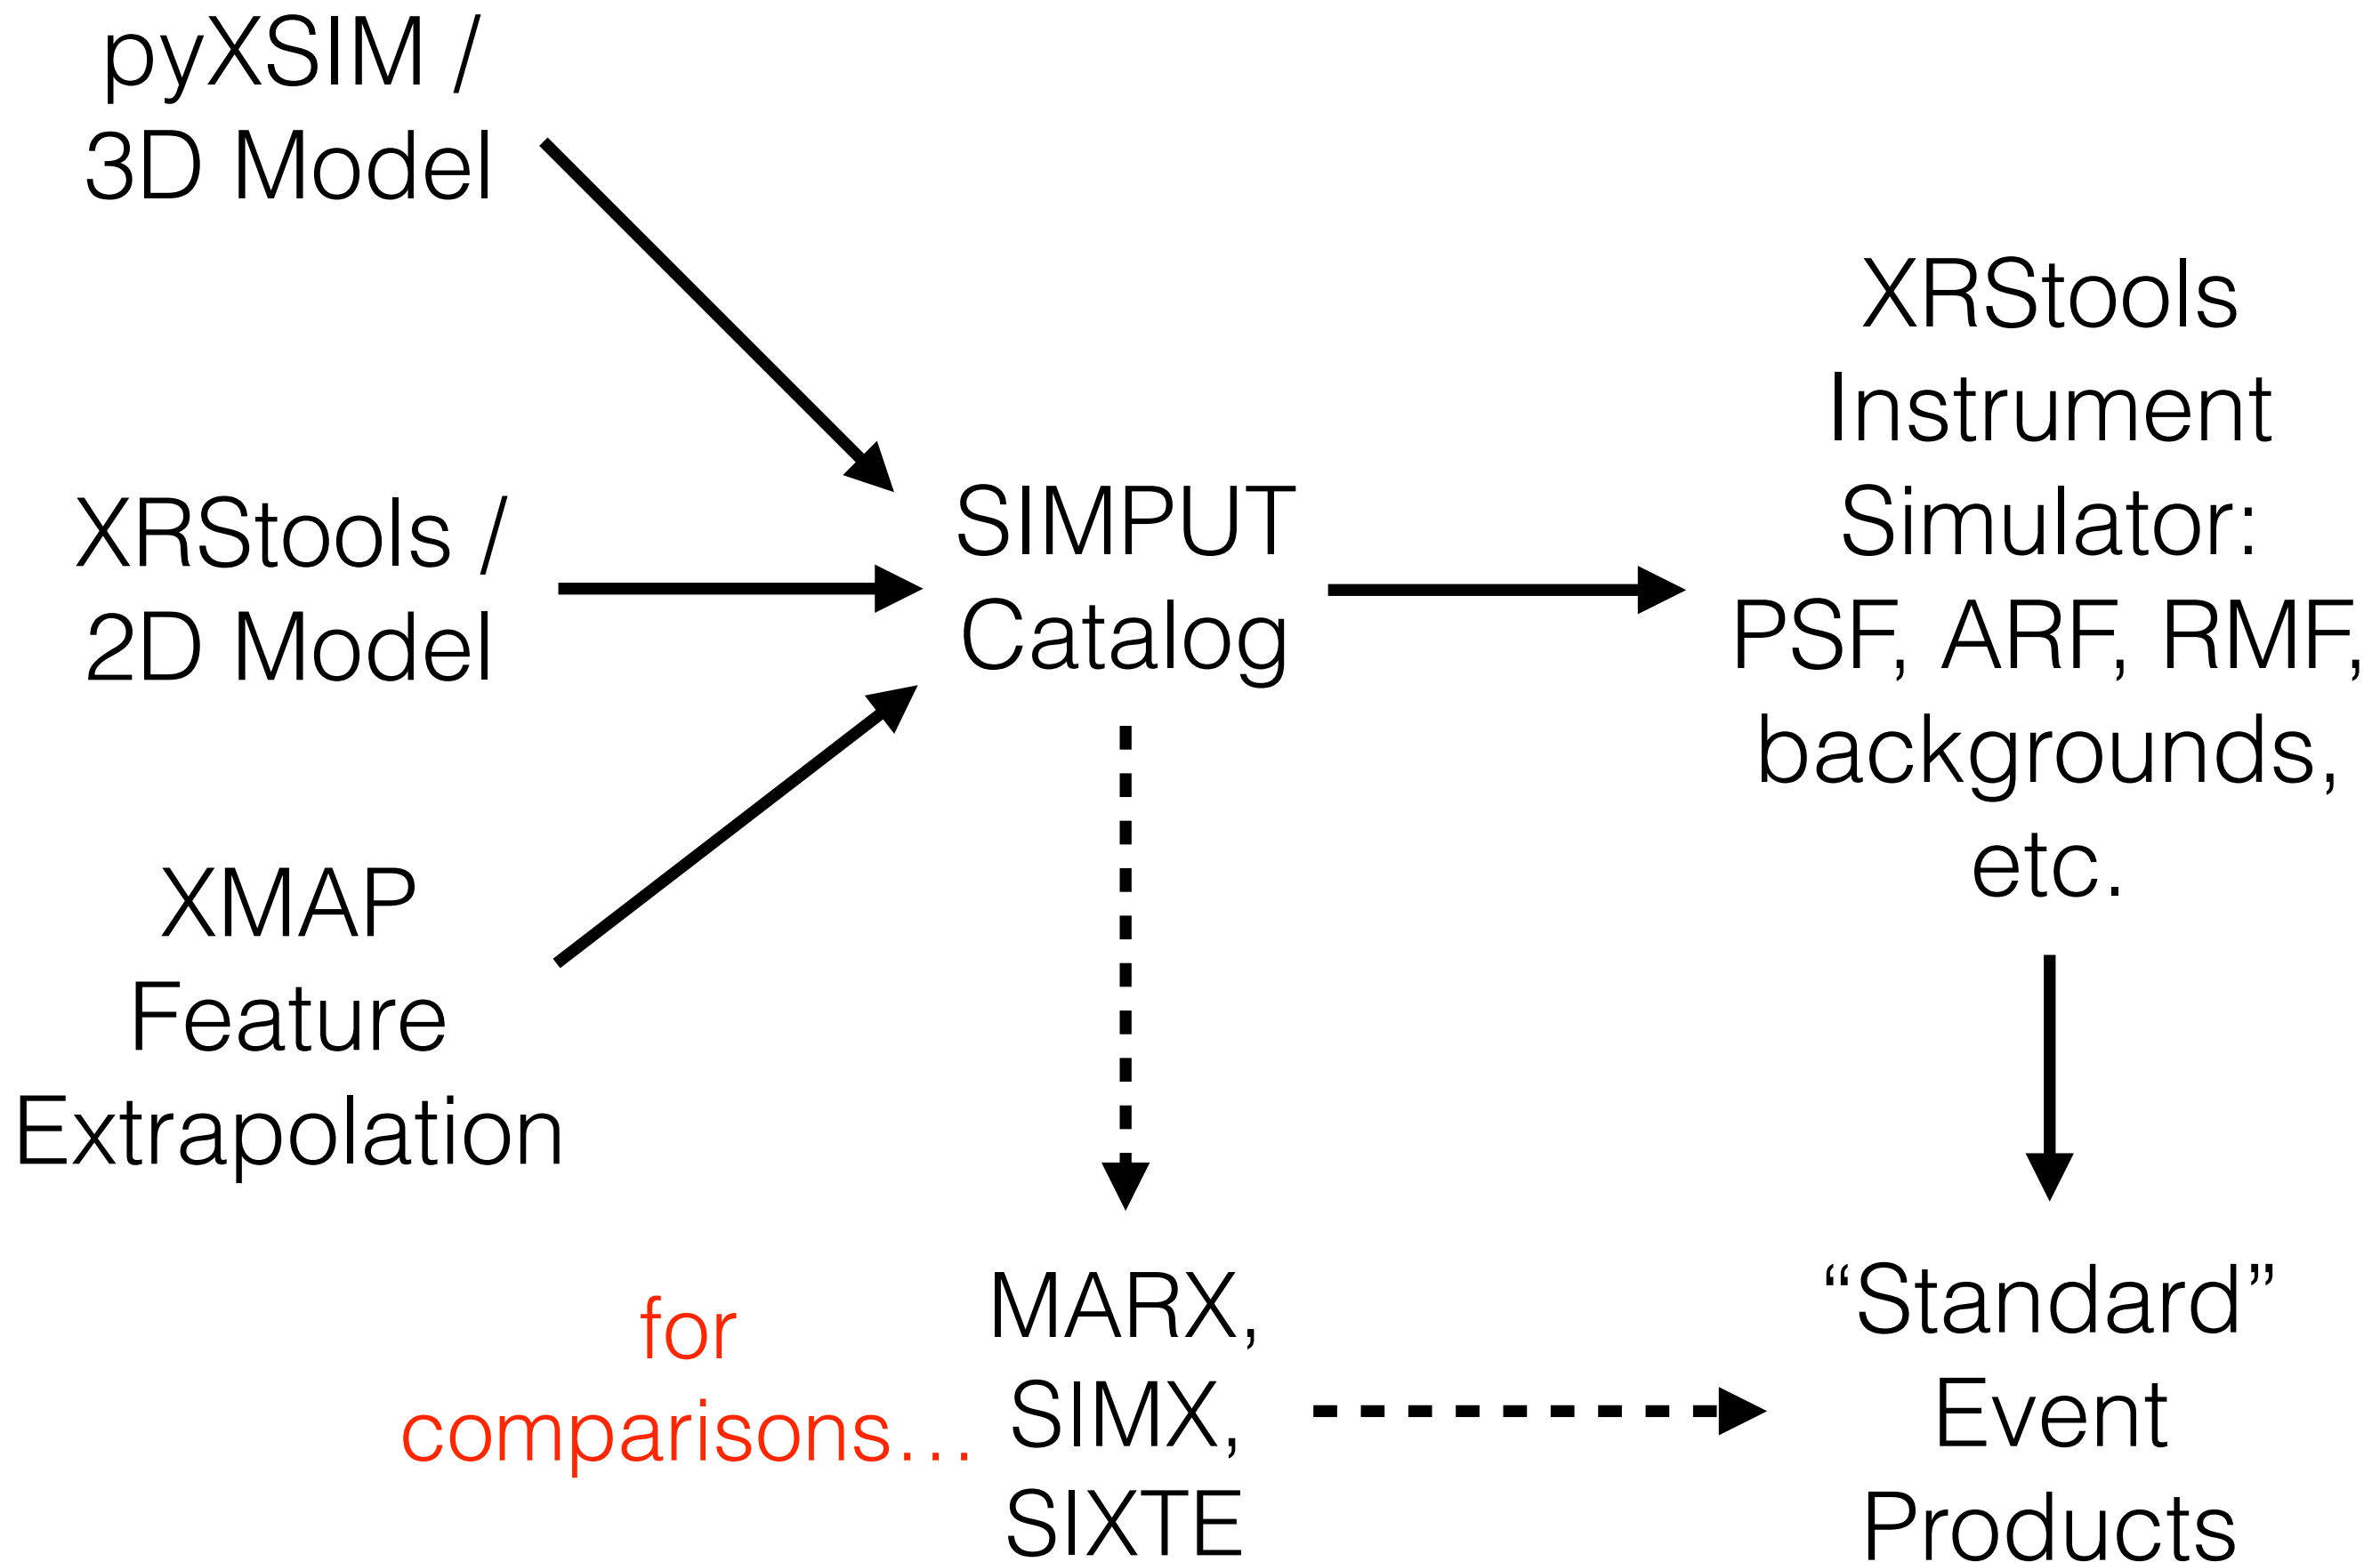 pyXSIM /
3D Model
XRStools /
2D Model
XMAP
Feature
Extrapolation
SIMPUT
Catalog
XRStools
Instrument
Simulator:
PSF, ARF, RMF,
backgrounds,
etc.
for
comparisons...
MARX,
SIMX,
SIXTE
“Standard”
Event
Products